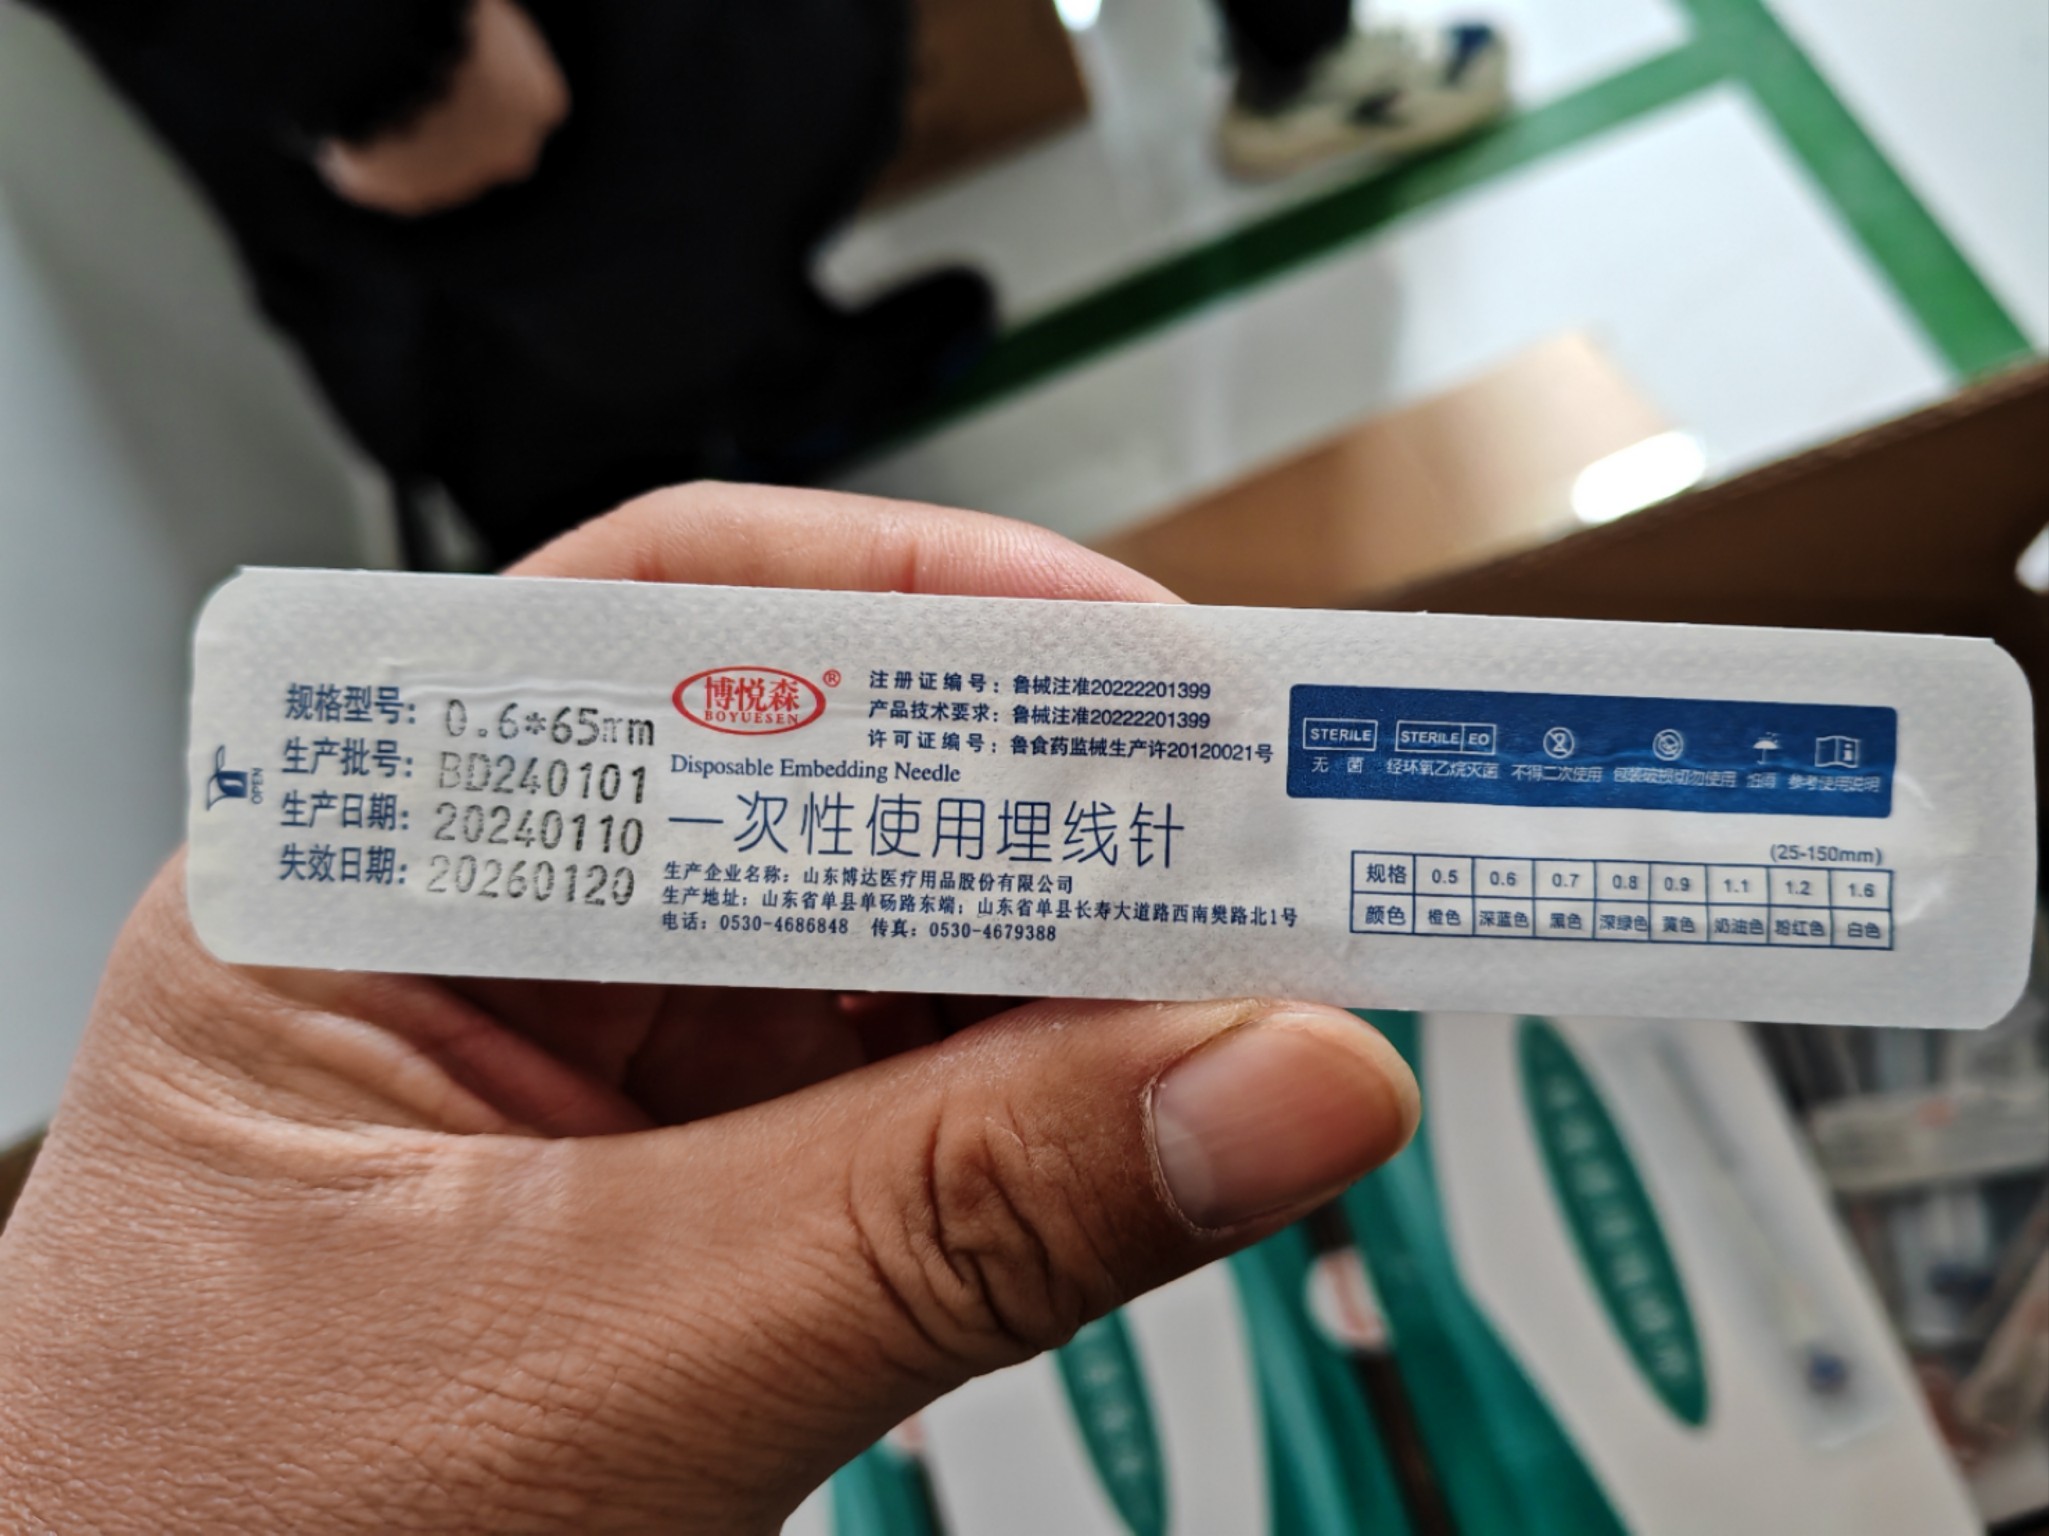 规格型号: 0.6*65mm
生产批号: BD240101
生产日期: 20240110
失效日期: 20260120
OPEN
博悦森®
BOYUESEN
注册证编号：鲁械注准20222201399
产品技术要求：鲁械注准20222201399
许可证编号：鲁食药监械生产许20120021号
Disposable Embedding Needle
一次性使用埋线针
生产企业名称：山东博达医疗用品股份有限公司
生产地址：山东省单县单砀路东端；山东省单县长寿大道路西南樊路北1号
电话：0530-4686848 传真：0530-4679388
STERILE STERILE EO
无菌 经环氧乙烷灭菌 不得二次使用 包装破损切勿使用 怕雨 参考使用说明
(25-150mm)
规格 0.5 0.6 0.7 0.8 0.9 1.1 1.2 1.6
颜色 橙色 深蓝色 黑色 深绿色 黄色 奶油色 粉红色 白色